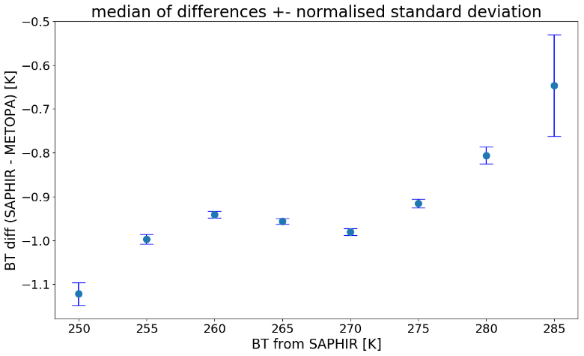 median of differences +- normalised standard deviation
BT diff (SAPHIR - METOPA) [K]
−0.5
−0.6
−0.7
−0.8
−0.9
−1.0
−1.1
250 255 260 265 270 275 280 285
BT from SAPHIR [K]